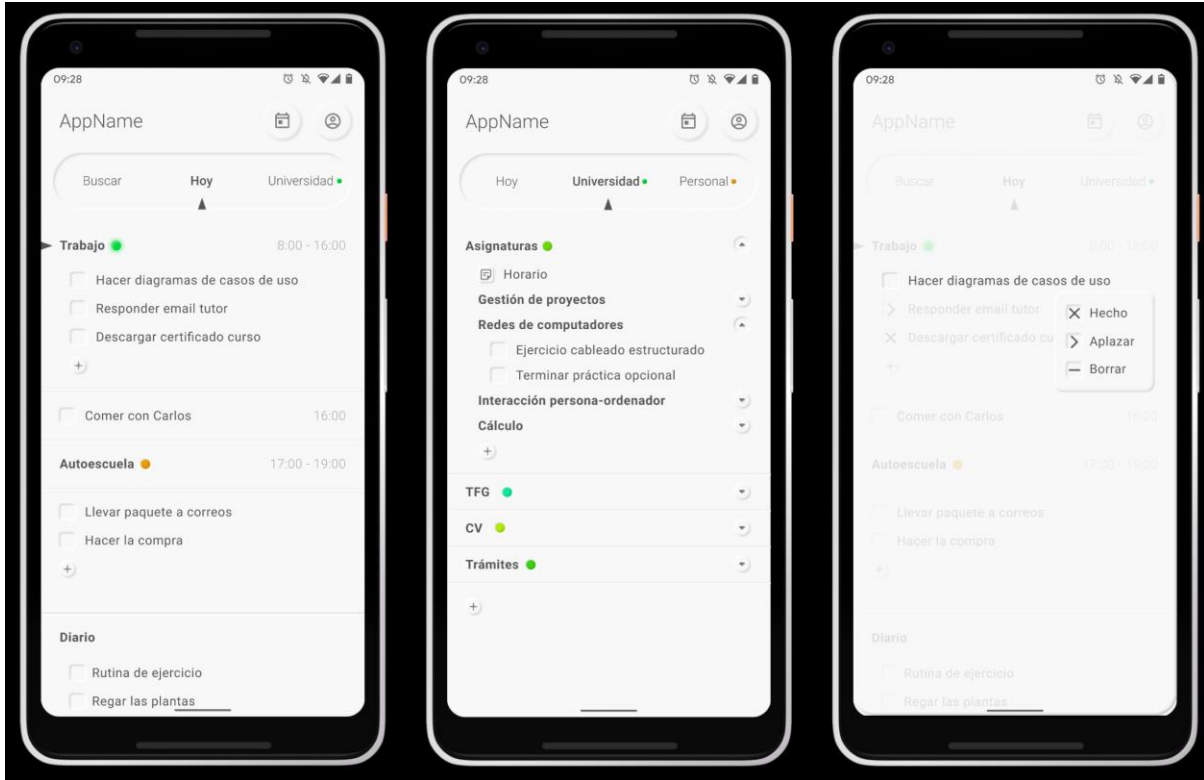 09:28
AppName
Buscar Hoy Universidad
Trabajo 8:00 - 16:00
Hacer diagramas de casos de uso
Responder email tutor
Descargar certificado curso
Comer con Carlos 16:00
Autoescuela 17:00 - 19:00
Llevar paquete a correos
Hacer la compra
Diario
Rutina de ejercicio
Regar las plantas
09:28
AppName
Hoy Universidad Personal
Asignaturas
Horario
Gestión de proyectos
Redes de computadores
Ejercicio cableado estructurado
Terminar práctica opcional
Interacción persona-ordenador
Cálculo
TFG
CV
Trámites
09:28
AppName
Buscar Hoy Universidad
Trabajo 8:00 - 16:00
Hacer diagramas de casos de uso
Responder email tutor
Hecho
Descargar certificado cu
Aplazar
Borrar
Comer con Carlos 16:00
Autoescuela 17:00 - 19:00
Llevar paquete a correos
Hacer la compra
Diario
Rutina de ejercicio
Regar las plantas